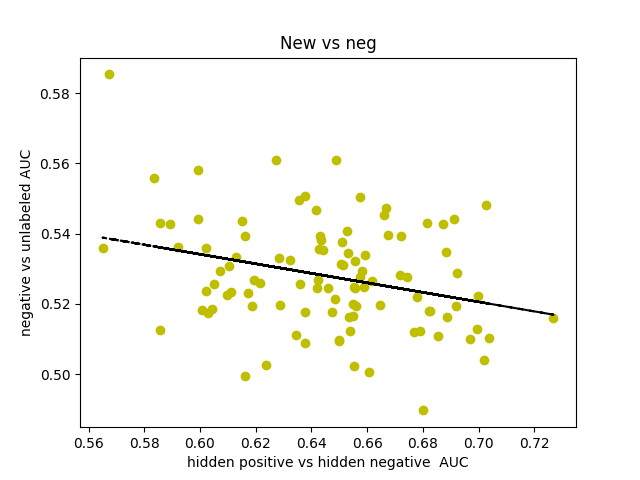 New vs neg
0.58
0.56
0.54
0.52
0.50
negative vs unlabeled AUC
0.56 0.58 0.60 0.62 0.64 0.66 0.68 0.70 0.72
hidden positive vs hidden negative  AUC